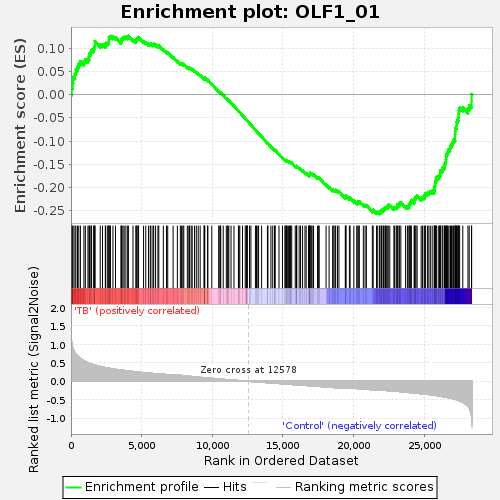 Enrichment plot: OLF1_01
Enrichment score (ES)
0.10
0.05
0.00
-0.05
-0.10
-0.15
-0.20
-0.25
'TB' (positively correlated)
Ranked list metric (Signal2Noise)
2.0
1.5
1.0
0.5
0.0
-0.5
-1.0
Zero cross at 12578
'Control' (negatively correlated)
0
5,000
10,000
15,000
20,000
25,000
Rank in Ordered Dataset
Enrichment profile
Hits
Ranking metric scores